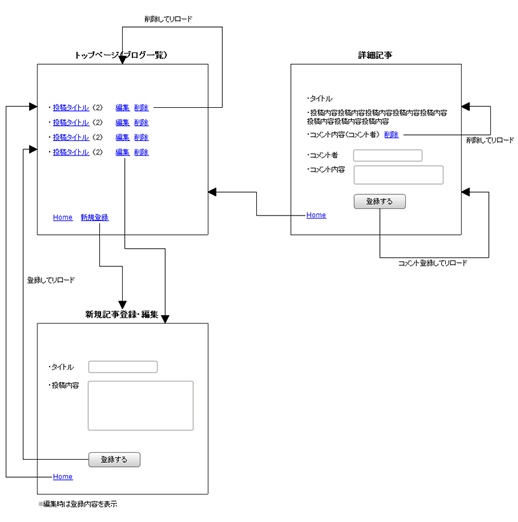 削除してリロード
トップページ(ブログ一覧)
・投稿タイトル (2) 編集 削除
・投稿タイトル (2) 編集 削除
・投稿タイトル (2) 編集 削除
・投稿タイトル (2) 編集 削除
Home 新規登録
詳細記事
・タイトル
・投稿内容投稿内容投稿内容投稿内容投稿内容
投稿内容投稿内容投稿内容
・コメント内容(コメント者) 削除
削除してリロード
・コメント者
・コメント内容
登録する
Home
コメント登録してリロード
登録してリロード
新規記事登録・編集
・タイトル
・投稿内容
登録する
Home
※編集時は登録内容を表示